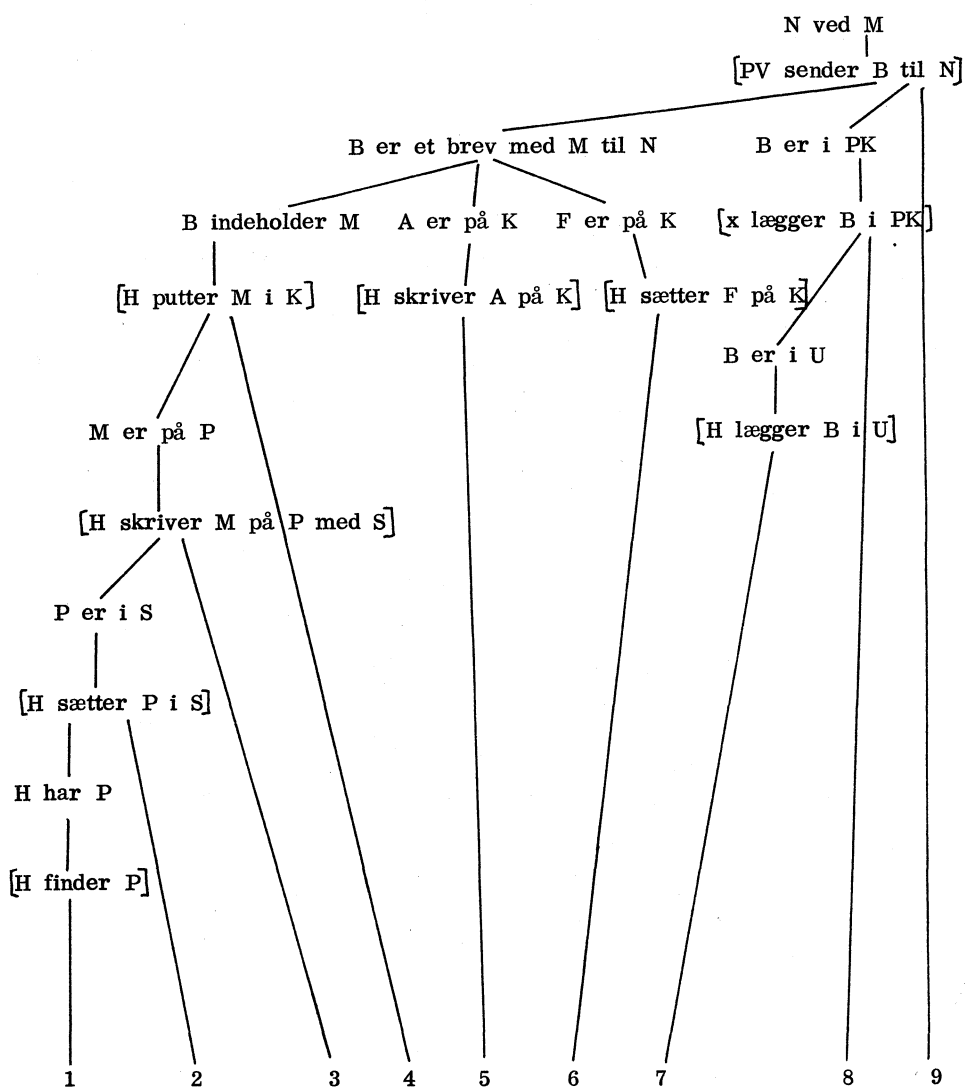 N ved M
[PV sender B til N]
B er et brev med M til N
B er i PK
B indeholder M
A er på K
F er på K
[x lægger B i PK]
[H putter M i K]
[H skriver A på K]
[H sætter F på K]
B er i U
M er på P
[H lægger B i U]
[H skriver M på P med S]
P er i S
[H sætter P i S]
H har P
[H finder P]
1 2 3 4 5 6 7 8 9